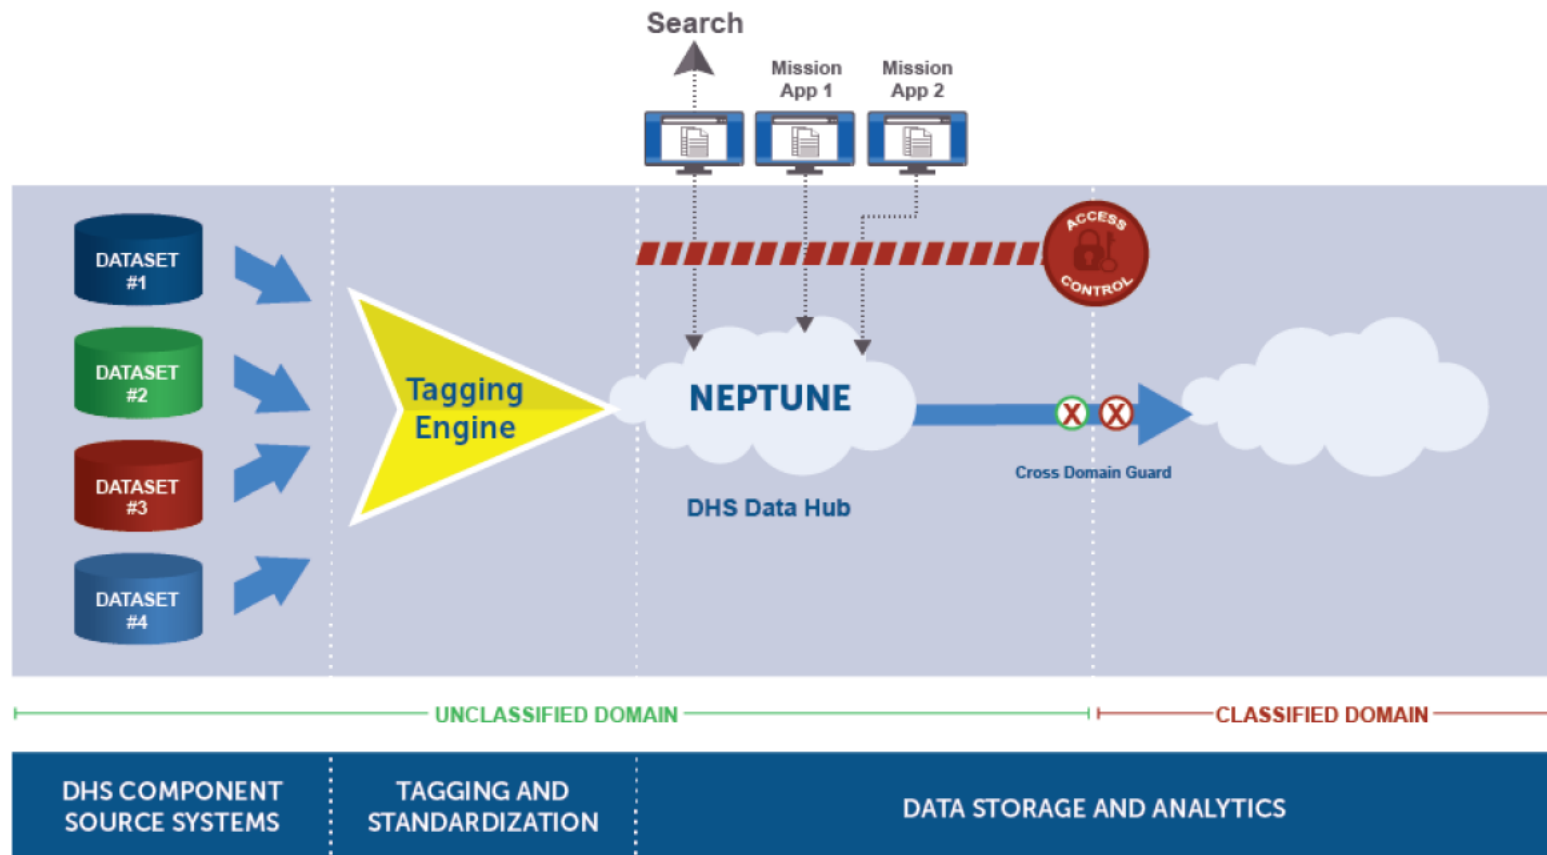 Search
Mission
App 1
Mission
App 2
DATASET
#1
DATASET
#2
DATASET
#3
DATASET
#4
Tagging
Engine
NEPTUNE
DHS Data Hub
ACCESS
CONTROL
X
X
Cross Domain Guard
UNCLASSIFIED DOMAIN
CLASSIFIED DOMAIN
DHS COMPONENT
SOURCE SYSTEMS
TAGGING AND
STANDARDIZATION
DATA STORAGE AND ANALYTICS